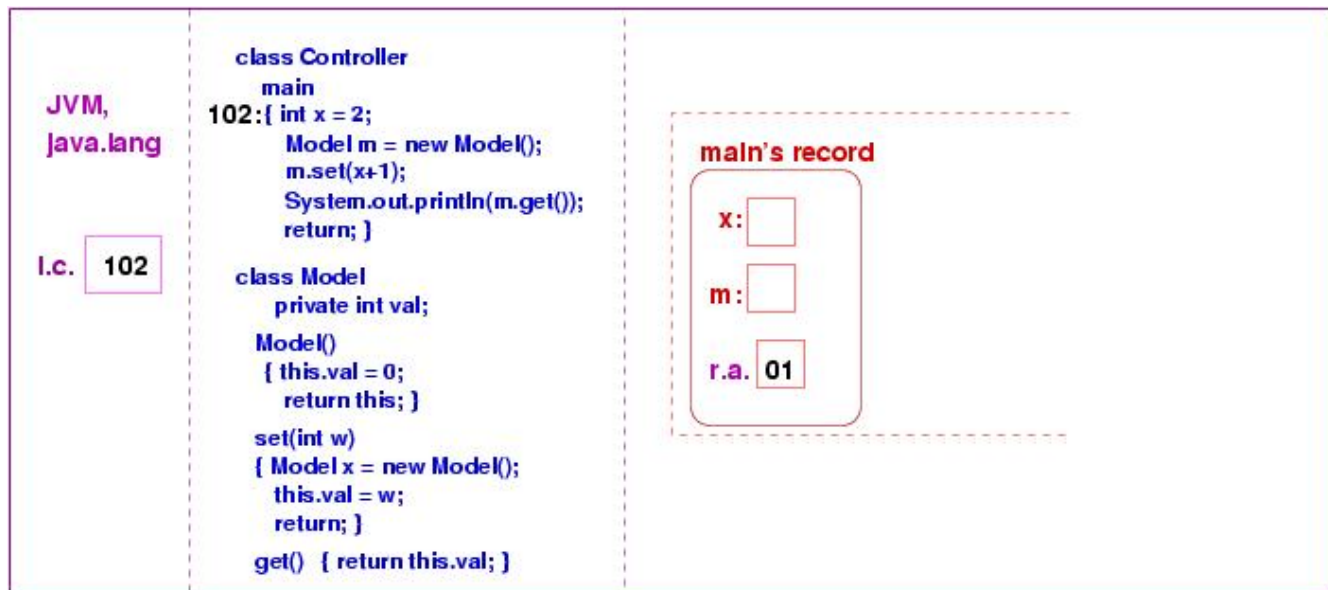 JVM,
java.lang
l.c. 102
class Controller
main
102:{ int x = 2;
Model m = new Model();
m.set(x+1);
System.out.println(m.get());
return; }
class Model
private int val;
Model()
{ this.val = 0;
return this; }
set(int w)
{ Model x = new Model();
this.val = w;
return; }
get() { return this.val; }
main's record
x:
m:
r.a. 01